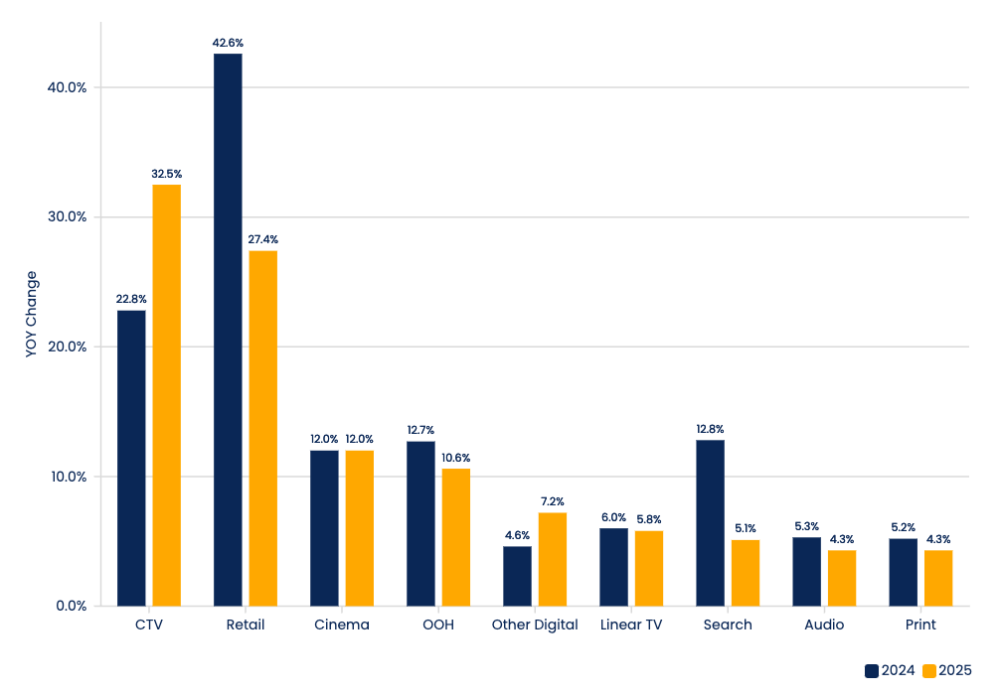 42.6%
40.0%
32.5%
30.0%
27.4%
22.8%
YOY Change
20.0%
12.0% 12.0% 12.7% 10.6% 12.8%
10.0%
4.6% 7.2% 6.0% 5.8% 5.1% 5.3% 4.3% 5.2% 4.3%
0.0%
CTV Retail Cinema OOH Other Digital Linear TV Search Audio Print
2024 2025